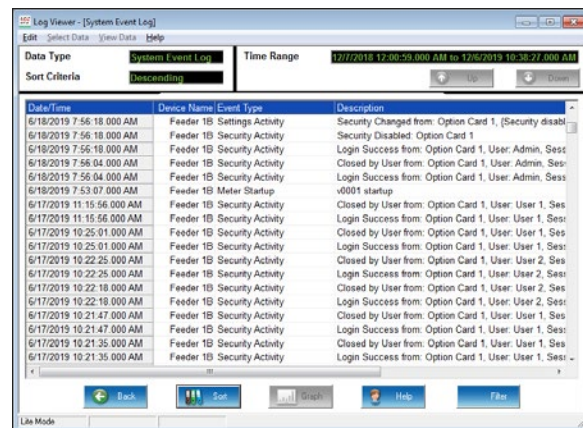 Log Viewer - [System Event Log]
Edit Select Data View Data Help
Data Type System Event Log Time Range 12/7/2018 12:00:59.000 AM to 12/6/2019 10:38:27.000 AM
Sort Criteria Descending Up Down
Date/Time Device Name Event Type Description
6/18/2019 7:56:18.000 AM Feeder 1B Settings Activity Security Changed from: Option Card 1, {Security disabl
6/18/2019 7:56:18.000 AM Feeder 1B Security Activity Security Disabled: Option Card 1
6/18/2019 7:56:18.000 AM Feeder 1B Security Activity Login Success from: Option Card 1, User: Admin, Sess
6/18/2019 7:56:04.000 AM Feeder 1B Security Activity Closed by User from: Option Card 1, User: Admin, Ses
6/18/2019 7:56:04.000 AM Feeder 1B Security Activity Login Success from: Option Card 1, User: Admin, Sess
6/18/2019 7:53:07.000 AM Feeder 1B Meter Startup v0001 startup
6/17/2019 11:15:56.000 AM Feeder 1B Security Activity Closed by User from: Option Card 1, User: User 1, Ses
6/17/2019 11:15:56.000 AM Feeder 1B Security Activity Login Success from: Option Card 1, User: User 1, Ses
6/17/2019 10:25:01.000 AM Feeder 1B Security Activity Closed by User from: Option Card 1, User: User 1, Ses
6/17/2019 10:25:01.000 AM Feeder 1B Security Activity Login Success from: Option Card 1, User: User 1, Ses
6/17/2019 10:22:25.000 AM Feeder 1B Security Activity Closed by User from: Option Card 1, User: User 2, Ses
6/17/2019 10:22:25.000 AM Feeder 1B Security Activity Login Success from: Option Card 1, User: User 2, Ses
6/17/2019 10:22:18.000 AM Feeder 1B Security Activity Closed by User from: Option Card 1, User: User 2, Ses
6/17/2019 10:22:18.000 AM Feeder 1B Security Activity Login Success from: Option Card 1, User: User 2, Ses
6/17/2019 10:21:47.000 AM Feeder 1B Security Activity Closed by User from: Option Card 1, User: User 1, Ses
6/17/2019 10:21:47.000 AM Feeder 1B Security Activity Login Success from: Option Card 1, User: User 1, Ses
6/17/2019 10:21:35.000 AM Feeder 1B Security Activity Closed by User from: Option Card 1, User: User 1, Ses
6/17/2019 10:21:35.000 AM Feeder 1B Security Activity Login Success from: Option Card 1, User: User 1, Ses
Back Sort Graph Help Filter
Lite Mode